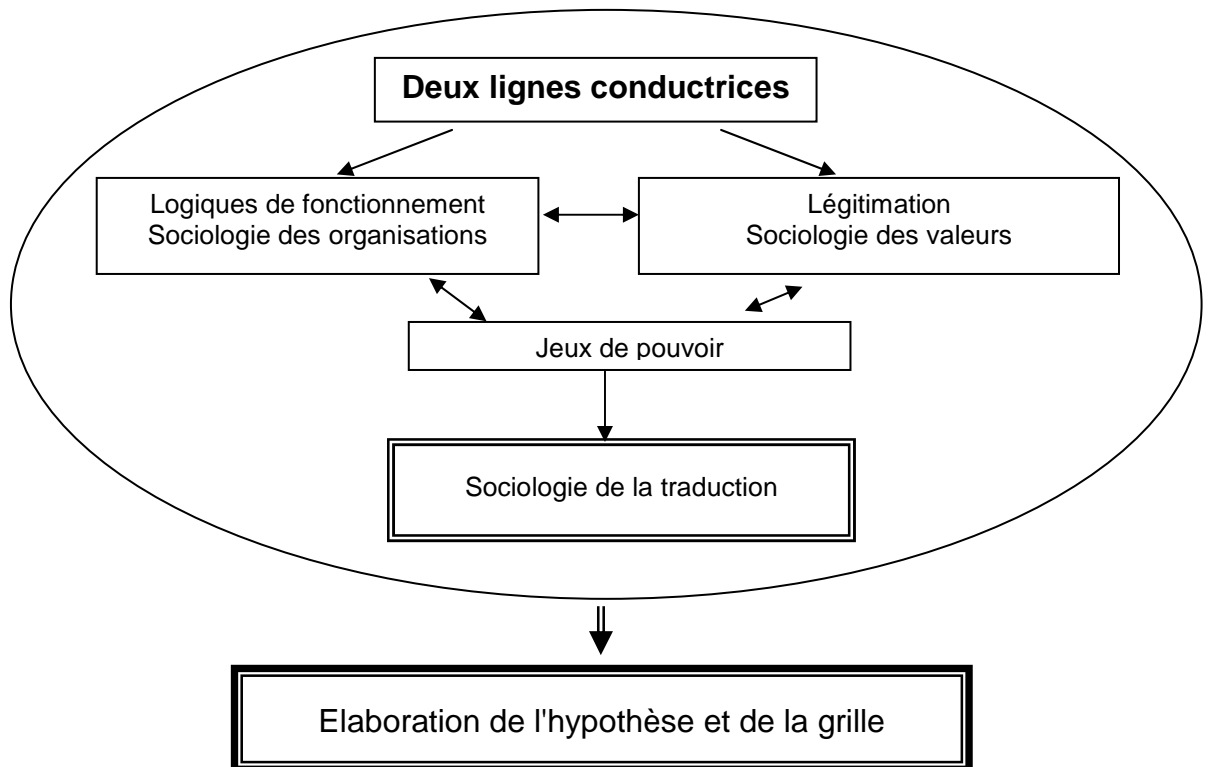 Deux lignes conductrices
Logiques de fonctionnement
Sociologie des organisations
Légitimation
Sociologie des valeurs
Jeux de pouvoir
Sociologie de la traduction
Elaboration de l'hypothèse et de la grille